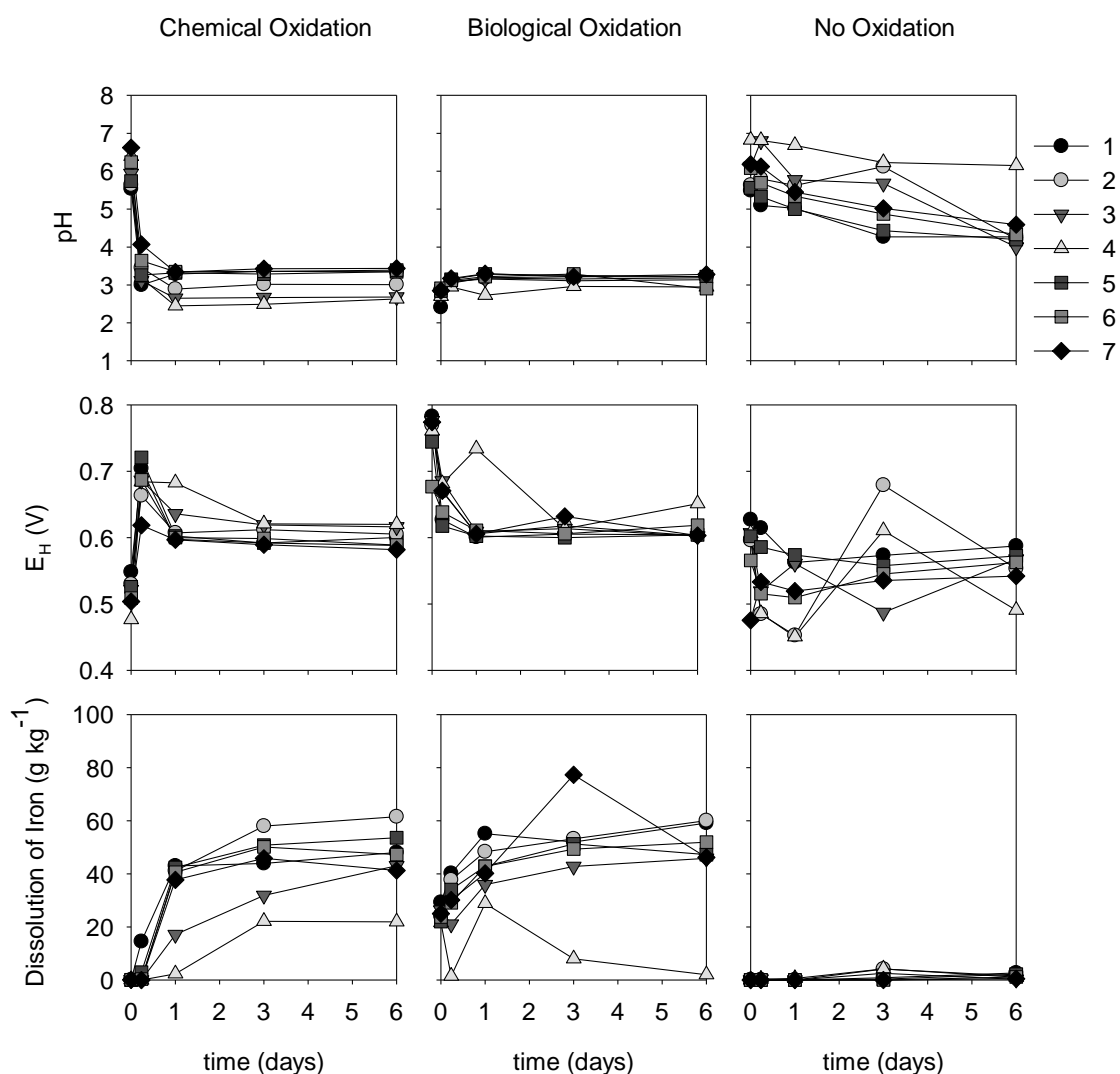 Chemical Oxidation
Biological Oxidation
No Oxidation
pH
8
7
6
5
4
3
2
1
1
2
3
4
5
6
7
E_H (V)
0.8
0.7
0.6
0.5
0.4
Dissolution of Iron (g kg⁻¹)
100
80
60
40
20
0
0 1 2 3 4 5 6
0 1 2 3 4 5 6
0 1 2 3 4 5 6
time (days)
time (days)
time (days)